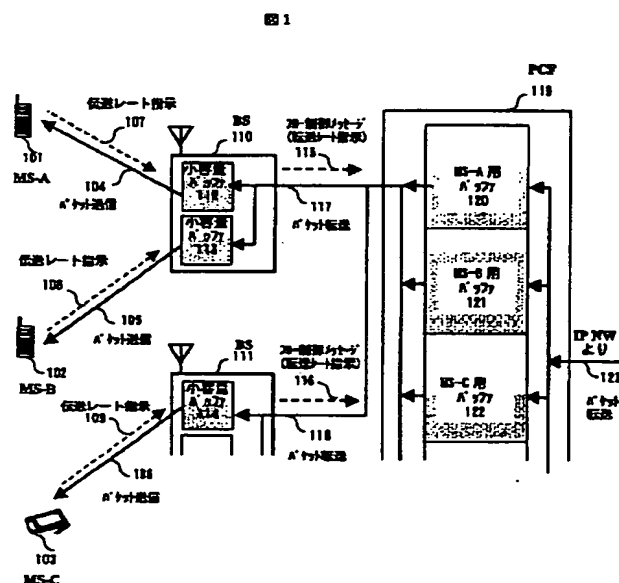 図1
PCF
119
伝送レート指示
107
BS
110
フロー制御メッセージ
(転送レート指示)
115
101
MS-A
104
パケット送信
小容量
バッファ
小容量
バッファ
117
パケット転送
MS-A 用
バッファ
120
伝送レート指示
108
105
パケット送信
MS-B 用
バッファ
121
102
MS-B
BS
111
フロー制御メッセージ
(転送レート指示)
116
IP NW
より
123
パケット
転送
伝送レート指示
109
小容量
バッファ
118
パケット転送
MS-C 用
バッファ
122
パケット送信
103
MS-C